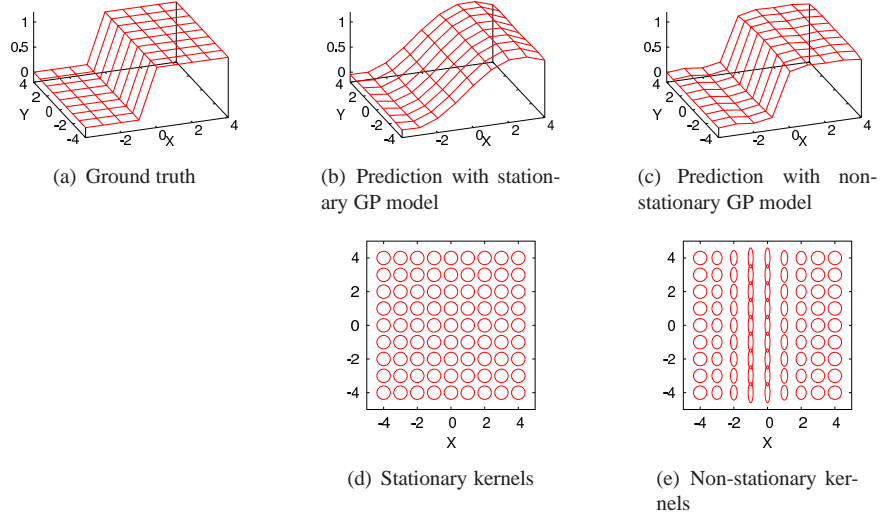 1
0.5
0
4
2
0
-2
-4
Y
-2
0
2
4
X
(a) Ground truth
1
0.5
0
4
2
0
-2
-4
Y
-2
0
2
4
X
(b) Prediction with station-
ary GP model
1
0.5
0
4
2
0
-2
-4
Y
-2
0
2
4
X
(c) Prediction with non-
stationary GP model
4
2
0
-2
-4
-4 -2 0 2 4
X
(d) Stationary kernels
4
2
0
-2
-4
-4 -2 0 2 4
X
(e) Non-stationary ker-
nels